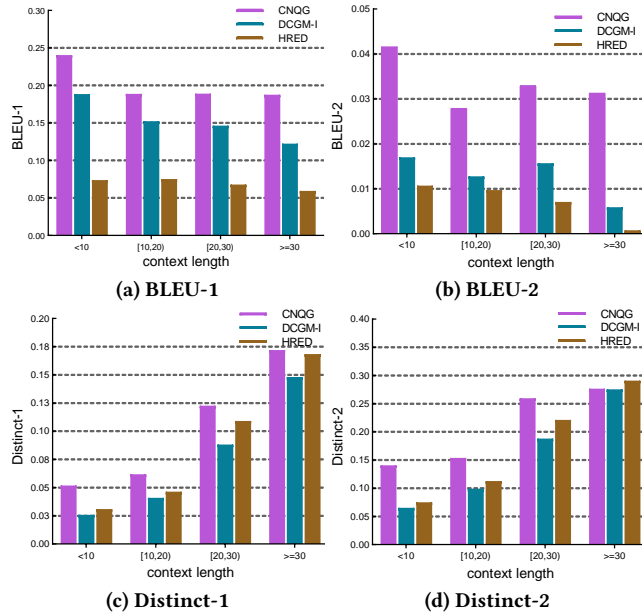 CNQG
DCGM-I
HRED
0.30
0.25
0.20
0.15
0.10
0.05
0.00
BLEU-1
<10
[10,20)
[20,30)
>=30
context length
(a) BLEU-1
CNQG
DCGM-I
HRED
0.05
0.04
0.03
0.02
0.01
0.00
BLEU-2
<10
[10,20)
[20,30)
>=30
context length
(b) BLEU-2
CNQG
DCGM-I
HRED
0.20
0.18
0.15
0.13
0.10
0.08
0.05
0.03
0.00
Distinct-1
<10
[10,20)
[20,30)
>=30
context length
(c) Distinct-1
CNQG
DCGM-I
HRED
0.40
0.35
0.30
0.25
0.20
0.15
0.10
0.05
0.00
Distinct-2
<10
[10,20)
[20,30)
>=30
context length
(d) Distinct-2